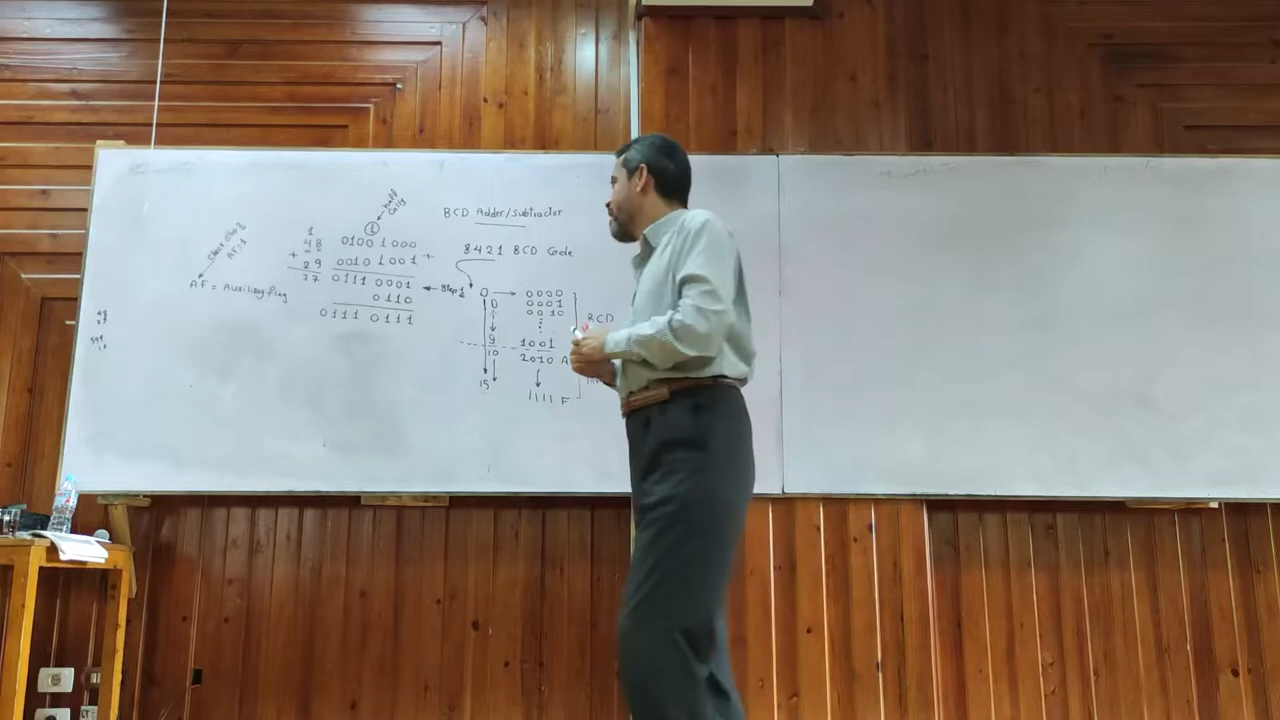 BCD Adder/subtractor
8421 BCD Code
1
48
+ 29
77
1
half
Carry
0100 1000
0010 1001 +
0111 0001
0110
0111 0111
← Step 1
AF=1
AF = Auxiliary flag
0 → 0000
0001
0010
0
9
1001
10
1010 A
15
1111 F